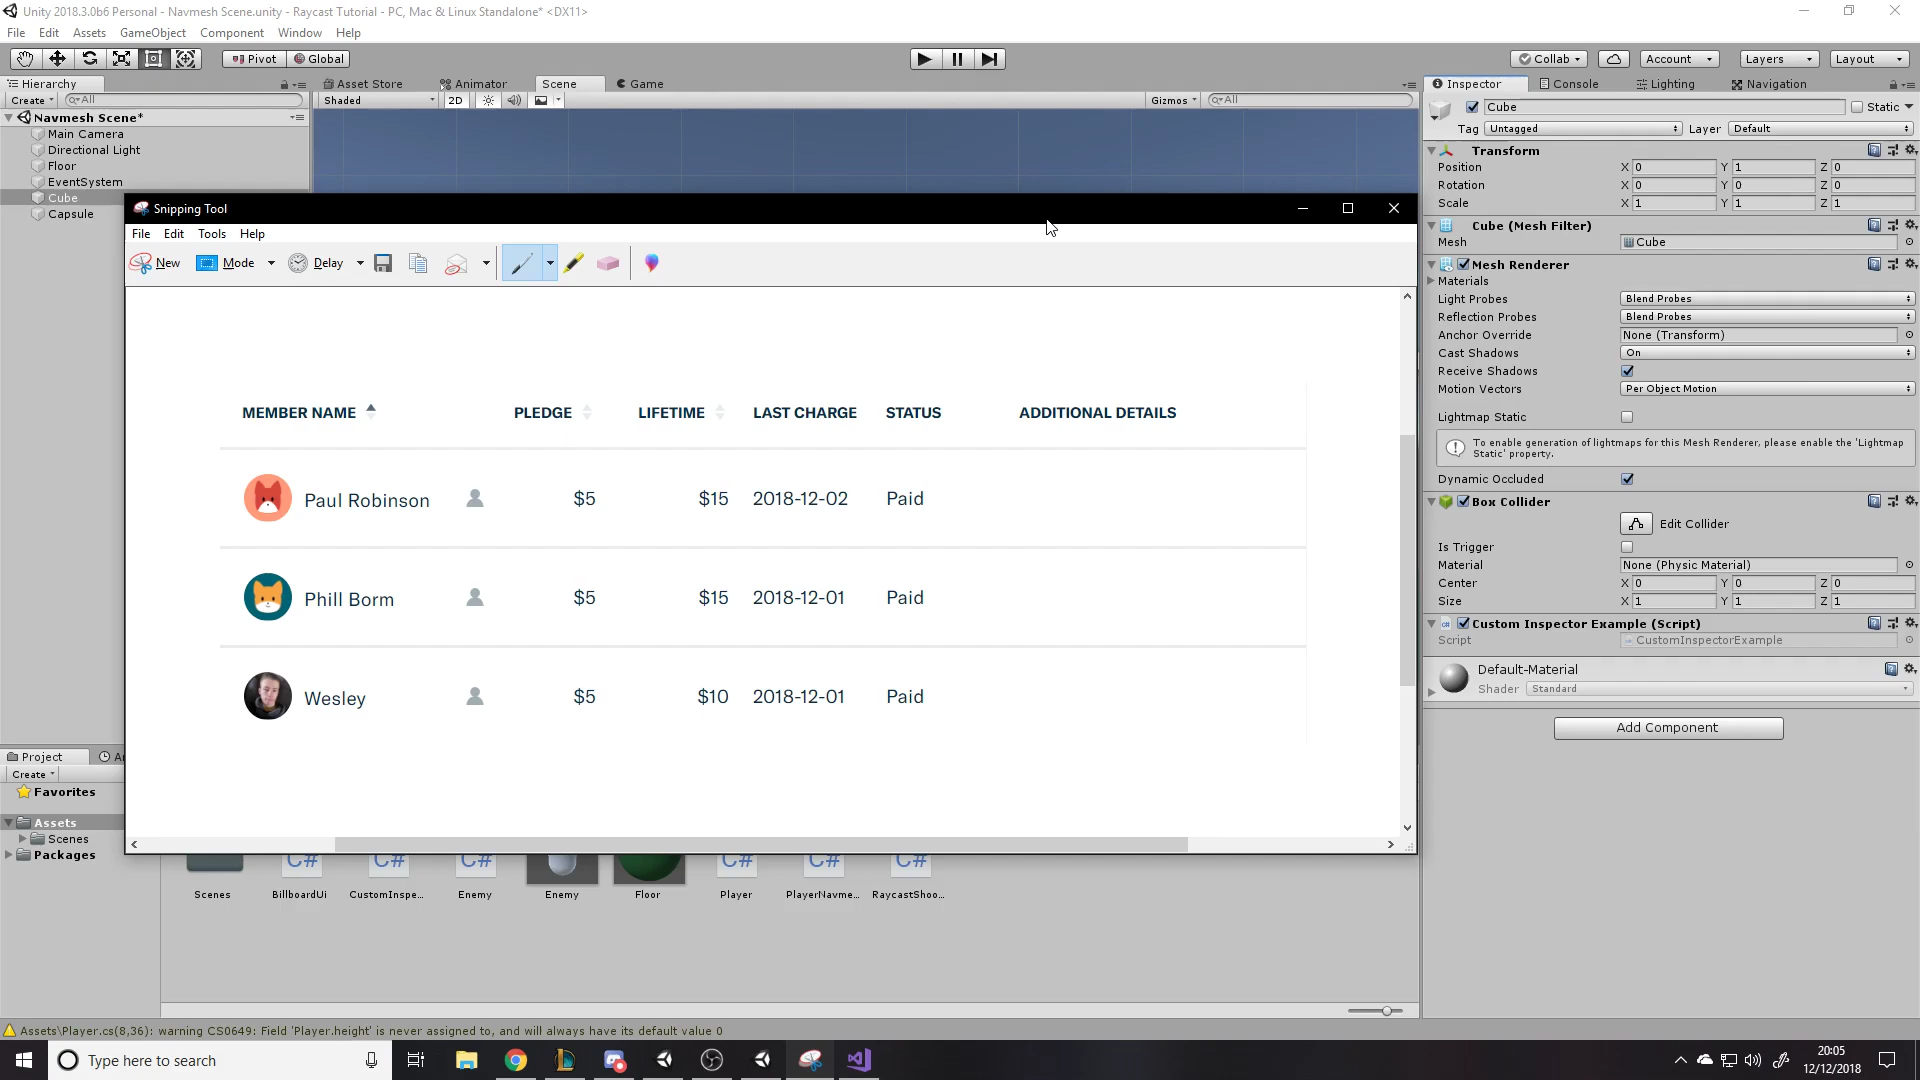 Unity 2018.3.0b6 Personal - Navmesh Scene.unity - Raycast Tutorial - PC, Mac & Linux Standalone* <DX11>
File Edit Assets GameObject Component Window Help
Pivot Global Collab Account Layers Layout
Hierarchy Asset Store Animator Scene Game Inspector Console Lighting Navigation
Create All Shaded 2D Gizmos All
Navmesh Scene*
Main Camera
Directional Light
Floor
EventSystem
Cube
Capsule
Snipping Tool
File Edit Tools Help
New Mode Delay
MEMBER NAME PLEDGE LIFETIME LAST CHARGE STATUS ADDITIONAL DETAILS
Paul Robinson $5 $15 2018-12-02 Paid
Phill Borm $5 $15 2018-12-01 Paid
Wesley $5 $10 2018-12-01 Paid
Cube Static
Tag Untagged Layer Default
Transform
Position X 0 Y 1 Z 0
Rotation X 0 Y 0 Z 0
Scale X 1 Y 1 Z 1
Cube (Mesh Filter)
Mesh Cube
Mesh Renderer
Materials
Light Probes Blend Probes
Reflection Probes Blend Probes
Anchor Override None (Transform)
Cast Shadows On
Receive Shadows
Motion Vectors Per Object Motion
Lightmap Static
To enable generation of lightmaps for this Mesh Renderer, please enable the 'Lightmap
Static' property.
Dynamic Occluded
Box Collider
Edit Collider
Is Trigger
Material None (Physic Material)
Center X 0 Y 0 Z 0
Size X 1 Y 1 Z 1
Custom Inspector Example (Script)
Script CustomInspectorExample
Default-Material
Shader Standard
Add Component
Project
Create
Favorites
Assets
Scenes
Packages
C# C# C# C# C# C#
Scenes BillboardUi CustomInspe... Enemy Enemy Floor Player PlayerNavme... RaycastShoo...
Assets\Player.cs(8,36): warning CS0649: Field 'Player.height' is never assigned to, and will always have its default value 0
Type here to search
20:05
12/12/2018